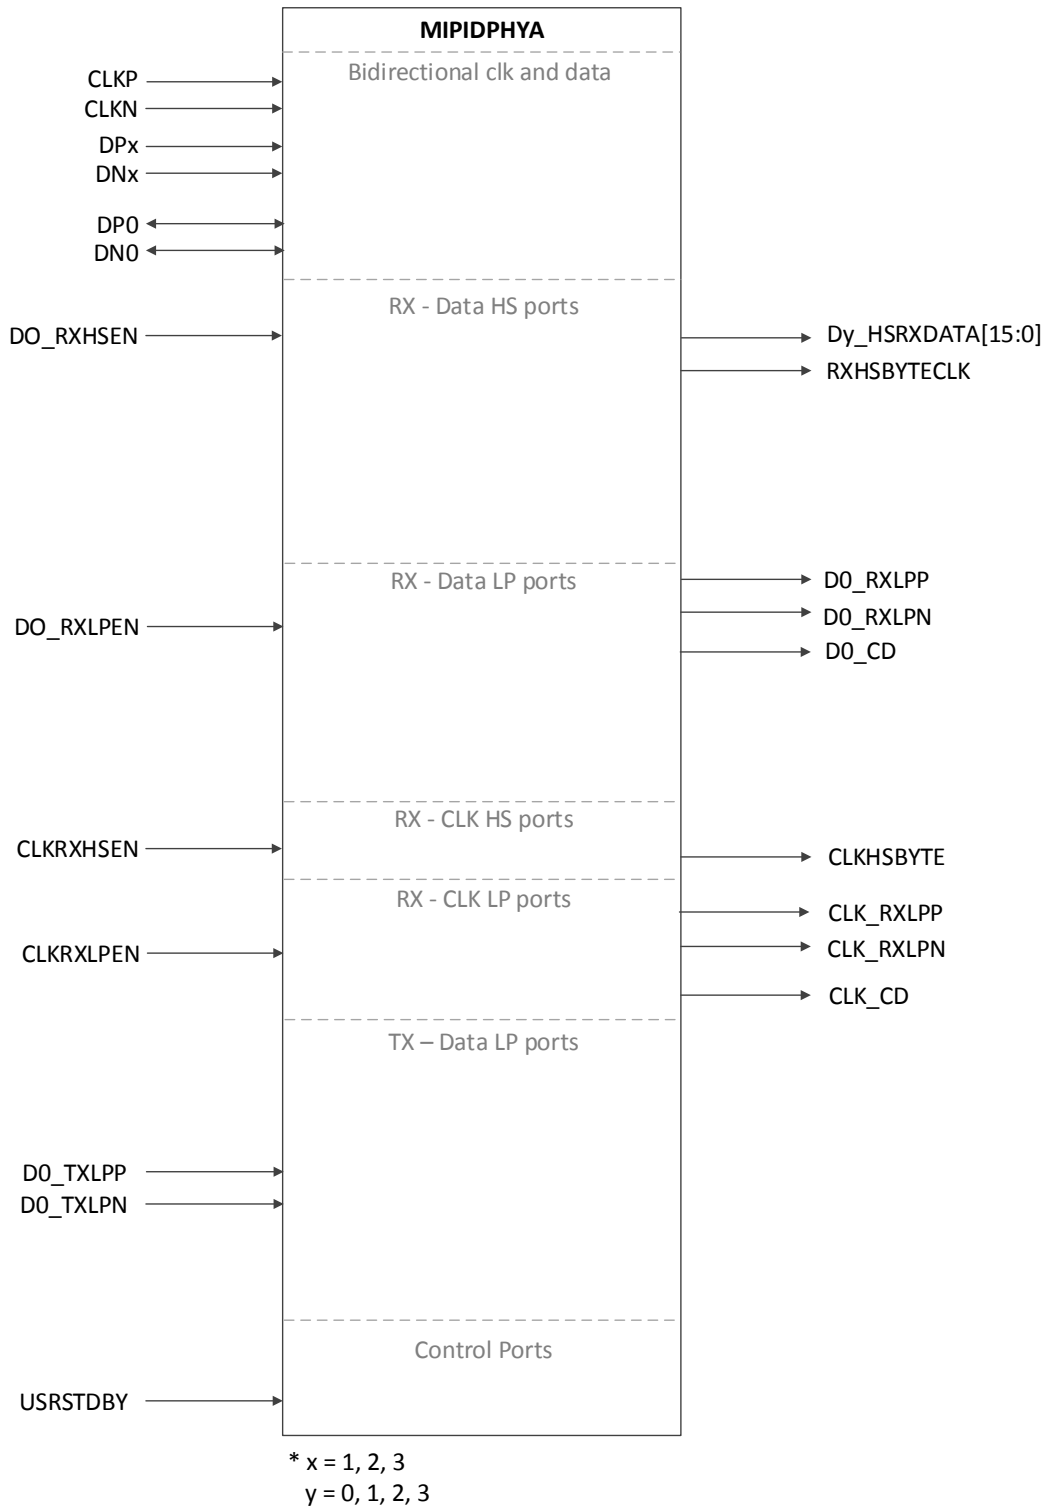 MIPIDPHYA
Bidirectional clk and data
CLKP
CLKN
DPx
DNx
DP0
DN0
RX - Data HS ports
DO_RXHSEN
Dy_HSRXDATA[15:0]
RXHSBYTECLK
RX - Data LP ports
D0_RXLPP
D0_RXLPN
DO_RXLPEN
D0_CD
RX - CLK HS ports
CLKRXHSEN
CLKHSBYTE
RX - CLK LP ports
CLK_RXLPP
CLK_RXLPN
CLKRXLPEN
CLK_CD
TX – Data LP ports
D0_TXLPP
D0_TXLPN
Control Ports
USRSTDBY
* x = 1, 2, 3
y = 0, 1, 2, 3